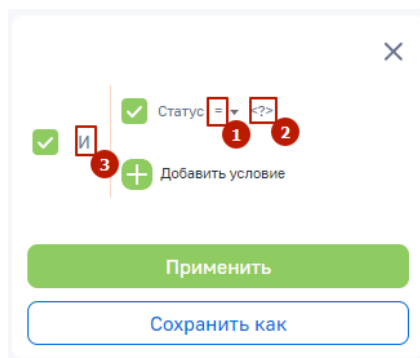 Статус = <?>
1 2
И
3
Добавить условие
Применить
Сохранить как